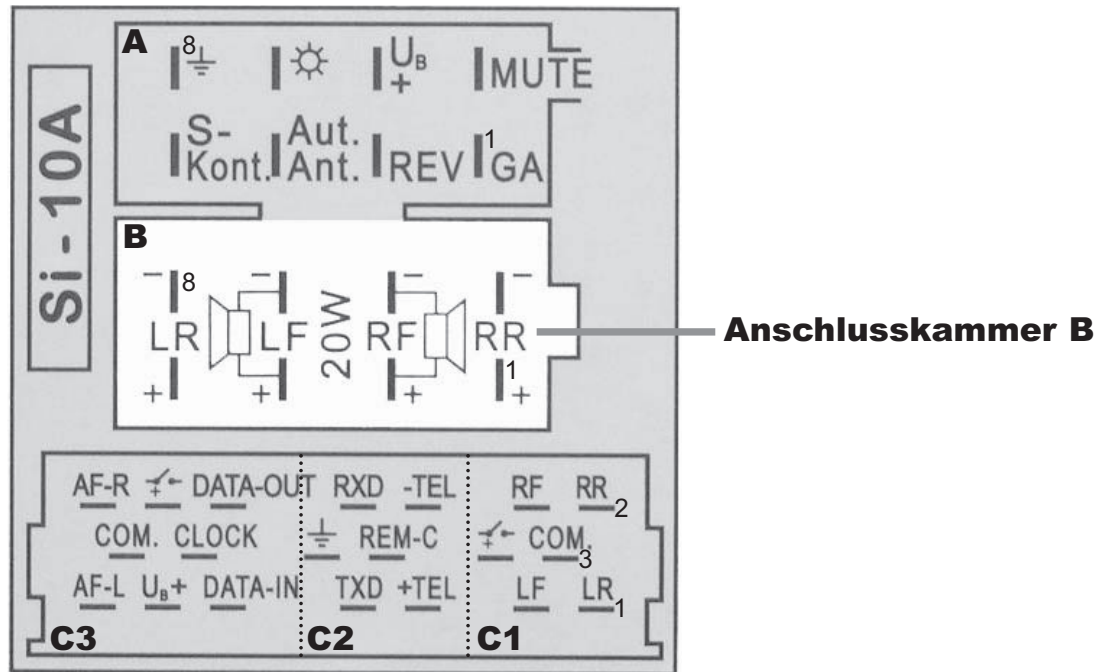 Si-10A
A
8 ⏚ ☼ UB + MUTE
S-Kont. Aut. Ant. REV 1 GA
B
− 8 − − −
LR LF 20W RF RR
+ + + 1 +
Anschlusskammer B
AF-R DATA-OUT RXD -TEL RF RR 2
COM. CLOCK ⏚ REM-C COM. 3
AF-L UB+ DATA-IN TXD +TEL LF LR 1
C3 C2 C1